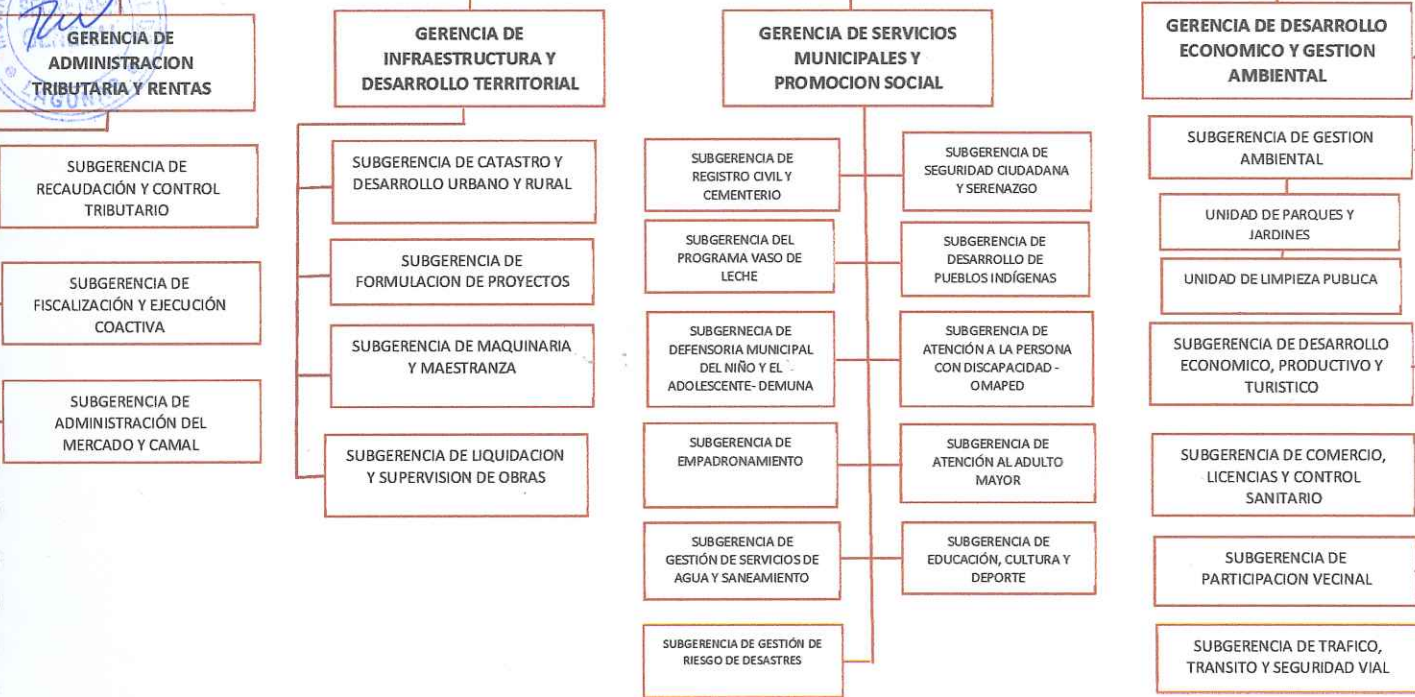 GERENCIA DE
ADMINISTRACION
TRIBUTARIA Y RENTAS
SUBGERENCIA DE
RECAUDACIÓN Y CONTROL
TRIBUTARIO
SUBGERENCIA DE
FISCALIZACIÓN Y EJECUCIÓN
COACTIVA
SUBGERENCIA DE
ADMINISTRACIÓN DEL
MERCADO Y CAMAL
GERENCIA DE
INFRAESTRUCTURA Y
DESARROLLO TERRITORIAL
SUBGERENCIA DE CATASTRO Y
DESARROLLO URBANO Y RURAL
SUBGERENCIA DE
FORMULACION DE PROYECTOS
SUBGERENCIA DE MAQUINARIA
Y MAESTRANZA
SUBGERENCIA DE LIQUIDACION
Y SUPERVISION DE OBRAS
GERENCIA DE SERVICIOS
MUNICIPALES Y
PROMOCION SOCIAL
SUBGERENCIA DE
REGISTRO CIVIL Y
CEMENTERIO
SUBGERENCIA DE
SEGURIDAD CIUDADANA
Y SERENAZGO
SUBGERENCIA DEL
PROGRAMA VASO DE
LECHE
SUBGERENCIA DE
DESARROLLO DE
PUEBLOS INDÍGENAS
SUBGERNECIA DE
DEFENSORIA MUNICIPAL
DEL NIÑO Y EL
ADOLESCENTE- DEMUNA
SUBGERENCIA DE
ATENCIÓN A LA PERSONA
CON DISCAPACIDAD -
OMAPED
SUBGERENCIA DE
EMPADRONAMIENTO
SUBGERENCIA DE
ATENCIÓN AL ADULTO
MAYOR
SUBGERENCIA DE
GESTIÓN DE SERVICIOS DE
AGUA Y SANEAMIENTO
SUBGERENCIA DE
EDUCACIÓN, CULTURA Y
DEPORTE
SUBGERENCIA DE GESTIÓN DE
RIESGO DE DESASTRES
GERENCIA DE DESARROLLO
ECONOMICO Y GESTION
AMBIENTAL
SUBGERENCIA DE GESTION
AMBIENTAL
UNIDAD DE PARQUES Y
JARDINES
UNIDAD DE LIMPIEZA PUBLICA
SUBGERENCIA DE DESARROLLO
ECONOMICO, PRODUCTIVO Y
TURISTICO
SUBGERENCIA DE COMERCIO,
LICENCIAS Y CONTROL
SANITARIO
SUBGERENCIA DE
PARTICIPACION VECINAL
SUBGERENCIA DE TRAFICO,
TRANSITO Y SEGURIDAD VIAL